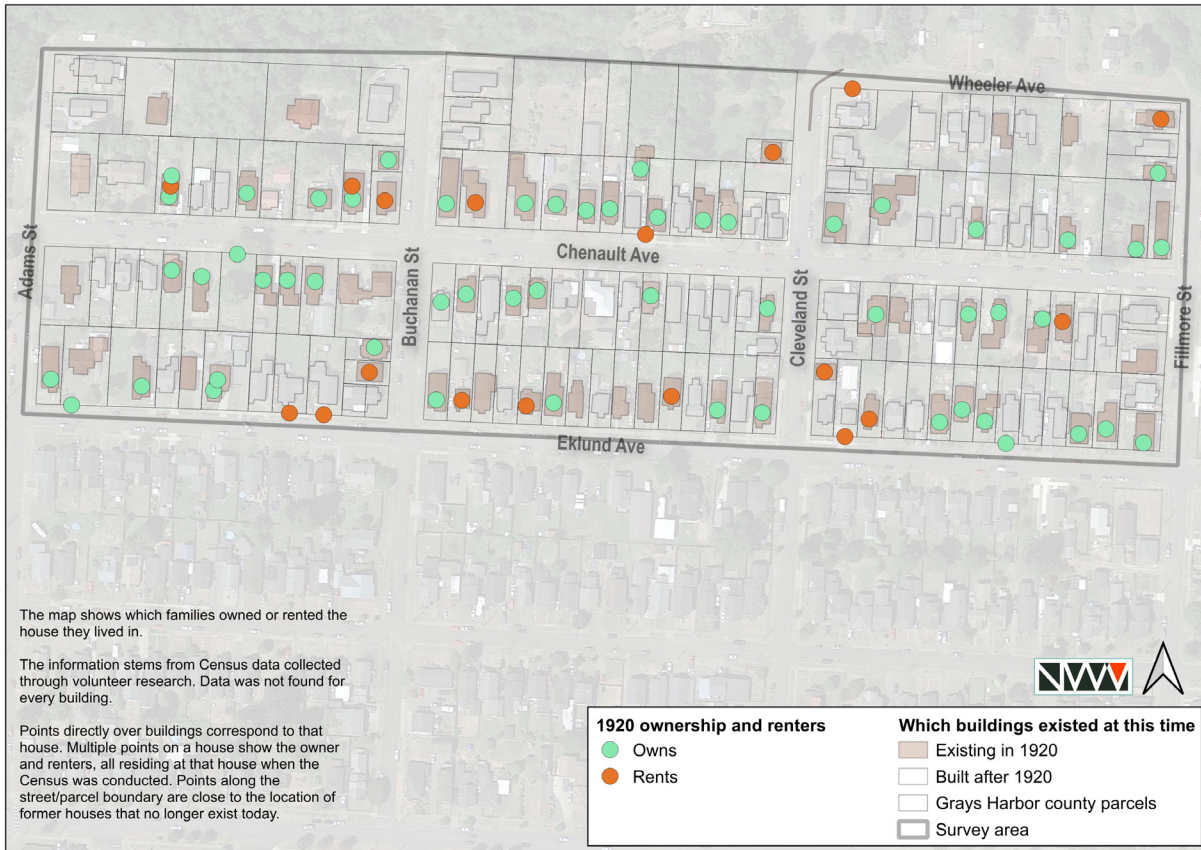 Wheeler Ave
Chenault Ave
Adams St
Buchanan St
Cleveland St
Fillmore St
Eklund Ave
The map shows which families owned or rented the
house they lived in.
The information stems from Census data collected
through volunteer research. Data was not found for
every building.
Points directly over buildings correspond to that
house. Multiple points on a house show the owner
and renters, all residing at that house when the
Census was conducted. Points along the
street/parcel boundary are close to the location of
former houses that no longer exist today.
NWV
1920 ownership and renters
Owns
Rents
Which buildings existed at this time
Existing in 1920
Built after 1920
Grays Harbor county parcels
Survey area